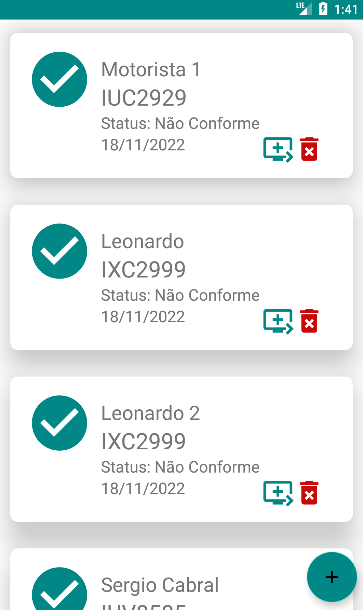 LTE 1:41
Motorista 1
IUC2929
Status: Não Conforme
18/11/2022
Leonardo
IXC2999
Status: Não Conforme
18/11/2022
Leonardo 2
IXC2999
Status: Não Conforme
18/11/2022
Sergio Cabral